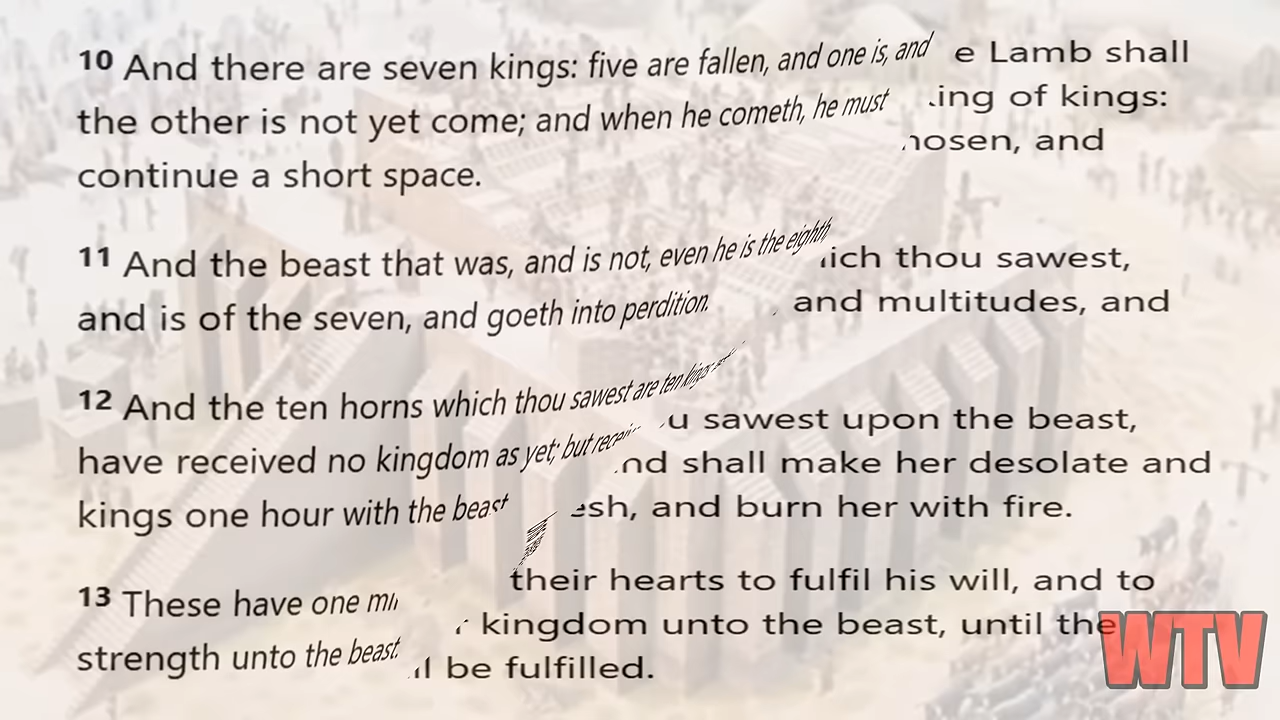 10 And there are seven kings: five are fallen, and one is, and
the other is not yet come; and when he cometh, he must
continue a short space.
11 And the beast that was, and is not, even he is the eighth
and is of the seven, and goeth into perdition.
12 And the ten horns which thou sawest are ten kings
have received no kingdom as yet; but
kings one hour with the beast
13 These have one
strength unto the beast.
Lamb shall
of kings:
and
thou sawest,
and multitudes, and
sawest upon the beast,
shall make her desolate and
and burn her with fire.
their hearts to fulfil his will, and to
kingdom unto the beast, until the
be fulfilled.
WTV